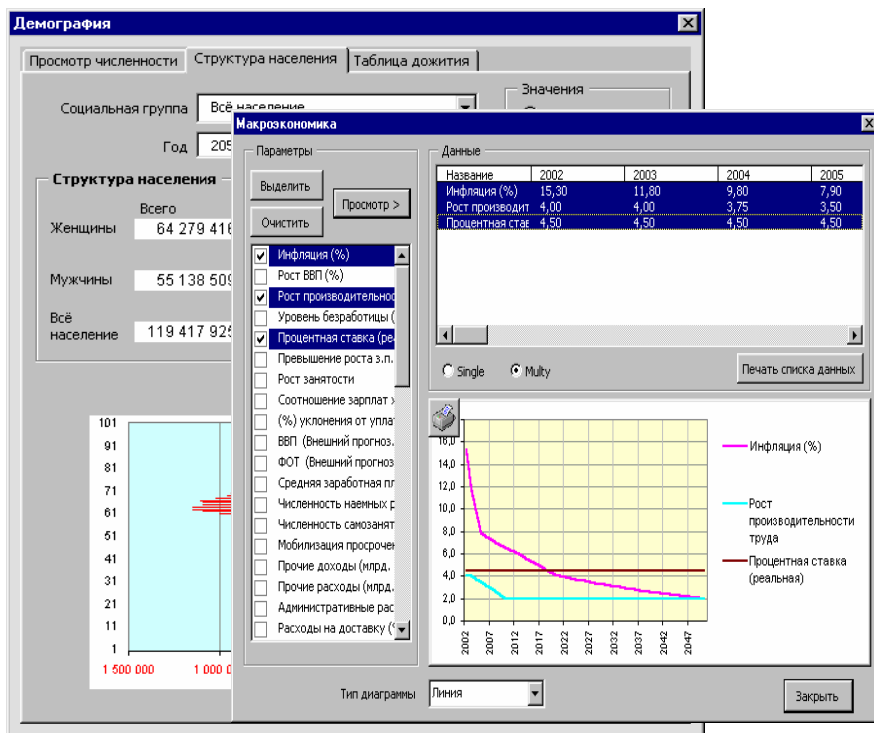 Демография
Просмотр численности
Структура населения
Таблица дожития
Значения
Социальная группа
Всё население
Год
205
Структура населения
Всего
Женщины
64 279 416
Мужчины
55 138 509
Всё
население
119 417 925
101
91
81
71
61
51
41
31
21
11
1
1 500 000
1 000 0
Макроэкономика
Параметры
Выделить
Просмотр >
Очистить
Инфляция (%)
Рост ВВП (%)
Рост производительнос
Уровень безработицы (
Процентная ставка (ре
Превышение роста з.п.
Рост занятости
Соотношение зарплат
(%) уклонения от упла
ВВП (Внешний прогноз.
ФОТ (Внешний прогноз
Средняя заработная пл
Численность наемных р
Численность самозанят
Мобилизация просрочен
Прочие доходы (млрд.
Прочие расходы (млрд.
Административные рас
Расходы на доставку (
Данные
Название 2002 2003 2004 2005
Инфляция (%) 15,30 11,80 9,80 7,90
Рост производит 4,00 4,00 3,75 3,50
Процентная став 4,50 4,50 4,50 4,50
Single
Multy
Печать списка данных
16,0
14,0
12,0
10,0
8,0
6,0
4,0
2,0
0,0
2002 2007 2012 2017 2022 2027 2032 2037 2042 2047
Инфляция (%)
Рост
производительности
труда
Процентная ставка
(реальная)
Тип диаграммы
Линия
Закрыть